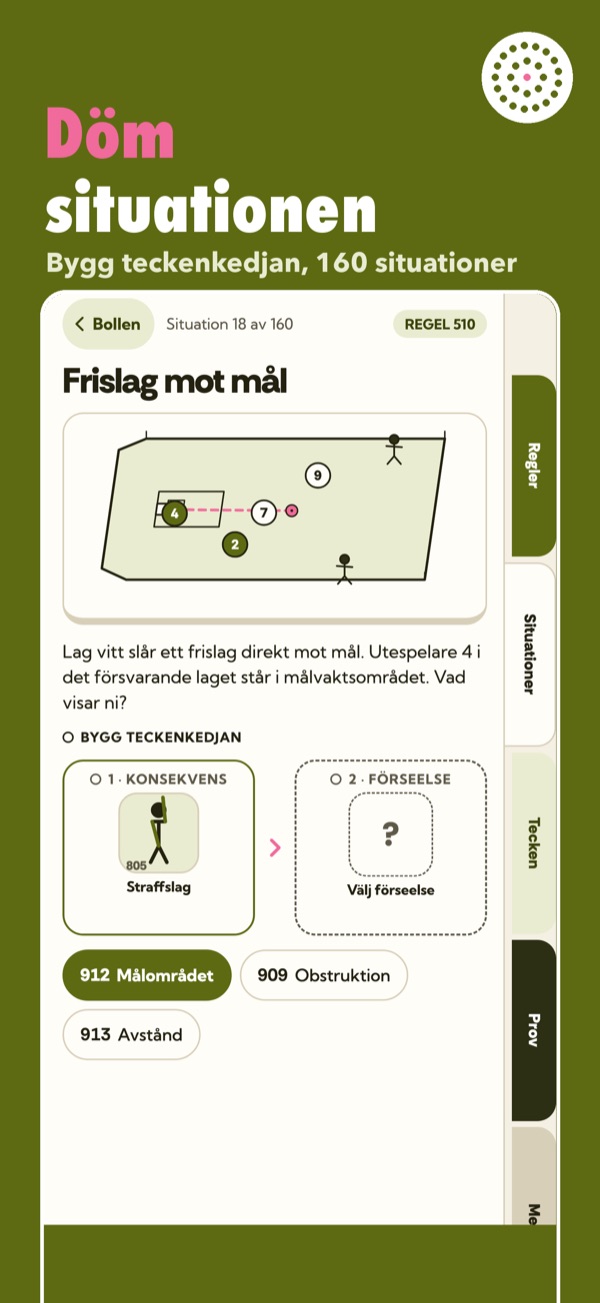 Döm
situationen
Bygg teckenkedjan, 160 situationer
Bollen
Situation 18 av 160
REGEL 510
Frislag mot mål
9
4
7
2
Lag vitt slår ett frislag direkt mot mål. Utespelare 4 i
det försvarande laget står i målvaktsområdet. Vad
visar ni?
BYGG TECKENKEDJAN
1 · KONSEKVENS
805
Straffslag
2 · FÖRSEELSE
?
Välj förseelse
912 Målområdet
909 Obstruktion
913 Avstånd
Regler
Situationer
Tecken
Prov
Me